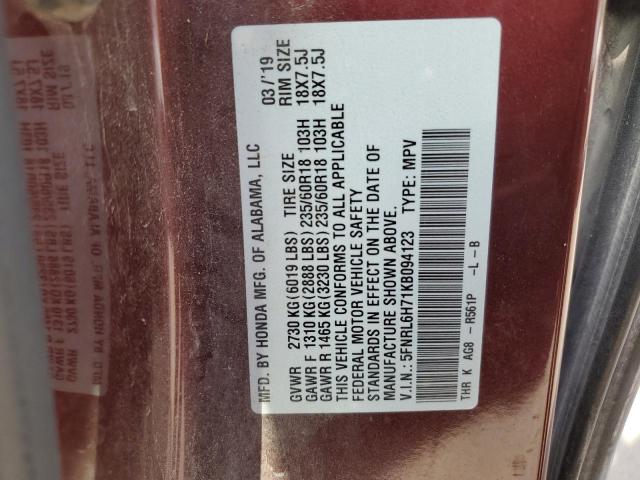 MFD. BY HONDA MFG. OF ALABAMA, LLC 03/'19
GVWR 2730 KG(6019 LBS) TIRE SIZE RIM SIZE
GAWR F 1310 KG(2888 LBS)235/60R18 103H 18X7.5J
GAWR R 1465 KG(3230 LBS)235/60R18 103H 18X7.5J
THIS VEHICLE CONFORMS TO ALL APPLICABLE
FEDERAL MOTOR VEHICLE SAFETY
STANDARDS IN EFFECT ON THE DATE OF
MANUFACTURE SHOWN ABOVE.
V.I.N.: 5FNRL6H71KB094123 TYPE: MPV
THR K AG8 - R561P -L-B